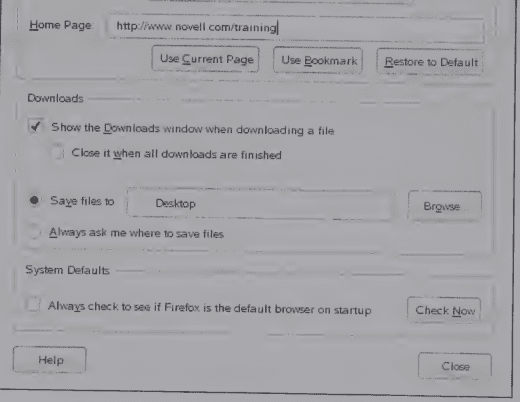 Home Page: http://www.novell.com/training
Use Current Page Use Bookmark Restore to Default
Downloads
Show the Downloads window when downloading a file
Close it when all downloads are finished
Save files to Desktop Browse...
Always ask me where to save files
System Defaults
Always check to see if Firefox is the default browser on startup Check Now
Help Close